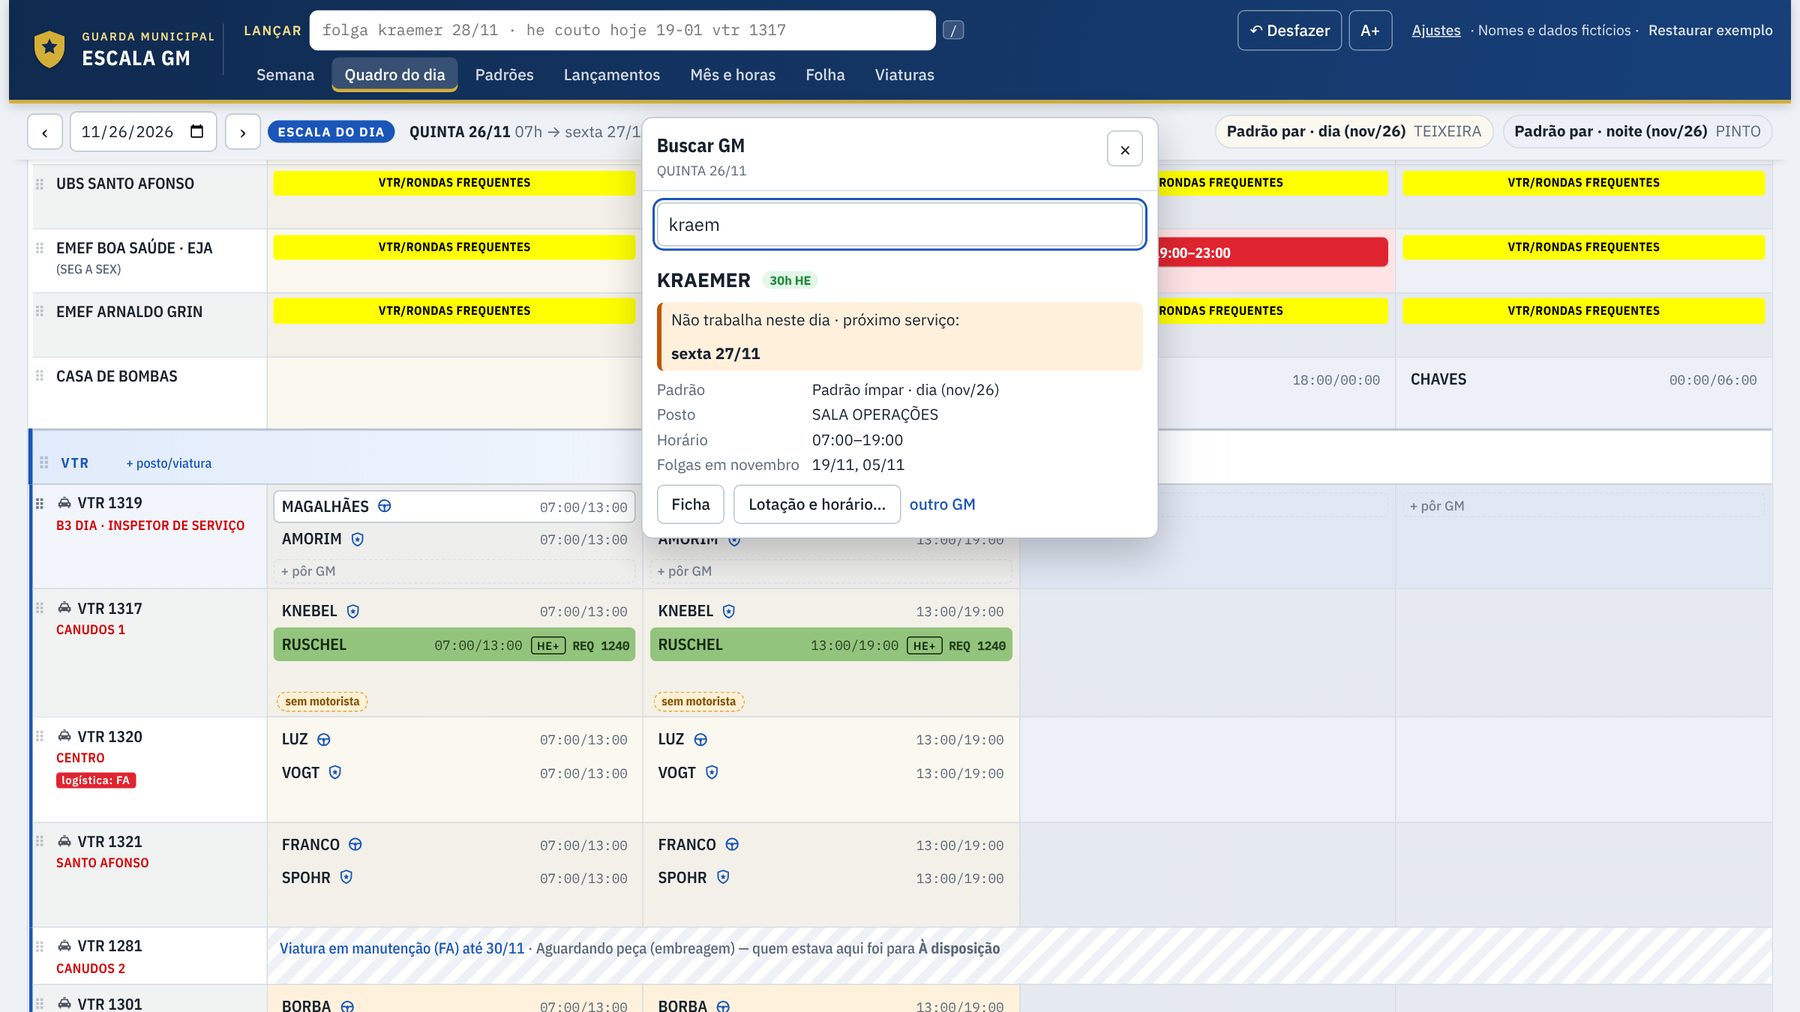 GUARDA MUNICIPAL
ESCALA GM
LANÇAR
folga kraemer 28/11 · he couto hoje 19-01 vtr 1317
/
↶ Desfazer
A+
Ajustes · Nomes e dados fictícios · Restaurar exemplo
Semana
Quadro do dia
Padrões
Lançamentos
Mês e horas
Folha
Viaturas
‹
11/26/2026
›
ESCALA DO DIA
QUINTA 26/11 07h → sexta 27/1
Padrão par · dia (nov/26) TEIXEIRA
Padrão par · noite (nov/26) PINTO
Buscar GM
QUINTA 26/11
×
kraem
KRAEMER 30h HE
Não trabalha neste dia · próximo serviço:
sexta 27/11
Padrão Padrão ímpar · dia (nov/26)
Posto SALA OPERAÇÕES
Horário 07:00–19:00
Folgas em novembro 19/11, 05/11
Ficha
Lotação e horário...
outro GM
UBS SANTO AFONSO
VTR/RONDAS FREQUENTES
RONDAS FREQUENTES
VTR/RONDAS FREQUENTES
EMEF BOA SAÚDE · EJA
(SEG A SEX)
VTR/RONDAS FREQUENTES
9:00–23:00
VTR/RONDAS FREQUENTES
EMEF ARNALDO GRIN
VTR/RONDAS FREQUENTES
RONDAS FREQUENTES
VTR/RONDAS FREQUENTES
CASA DE BOMBAS
18:00/00:00
CHAVES 00:00/06:00
VTR + posto/viatura
VTR 1319
B3 DIA · INSPETOR DE SERVIÇO
MAGALHÃES 07:00/13:00
+ pôr GM
AMORIM 07:00/13:00
AMORIM 13:00/19:00
+ pôr GM
+ pôr GM
VTR 1317
CANUDOS 1
KNEBEL 07:00/13:00
KNEBEL 13:00/19:00
RUSCHEL 07:00/13:00 HE+ REQ 1240
RUSCHEL 13:00/19:00 HE+ REQ 1240
sem motorista
sem motorista
VTR 1320
CENTRO
logística: FA
LUZ 07:00/13:00
LUZ 13:00/19:00
VOGT 07:00/13:00
VOGT 13:00/19:00
VTR 1321
SANTO AFONSO
FRANCO 07:00/13:00
FRANCO 13:00/19:00
SPOHR 07:00/13:00
SPOHR 13:00/19:00
VTR 1281
CANUDOS 2
Viatura em manutenção (FA) até 30/11 · Aguardando peça (embreagem) — quem estava aqui foi para À disposição
VTR 1301
BORBA 07:00/13:00
BORBA 13:00/19:00